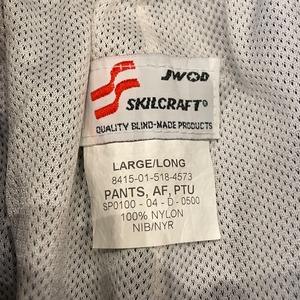 JWOD
SKILCRAFT®
QUALITY BLIND-MADE PRODUCTS
LARGE/LONG
8415-01-518-4573
PANTS, AF, PTU
SP0100 - 04 - D - 0500
100% NYLON
NIB/NYR